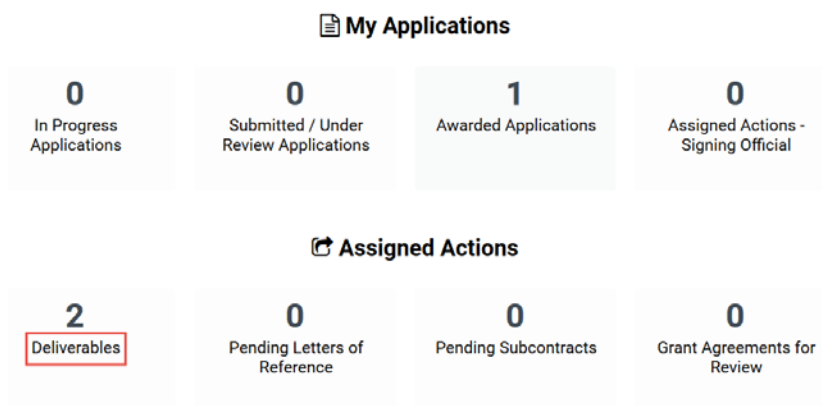 My Applications
0
0
1
0
In Progress
Applications
Submitted / Under
Review Applications
Awarded Applications
Assigned Actions -
Signing Official
Assigned Actions
2
0
0
0
Deliverables
Pending Letters of
Reference
Pending Subcontracts
Grant Agreements for
Review